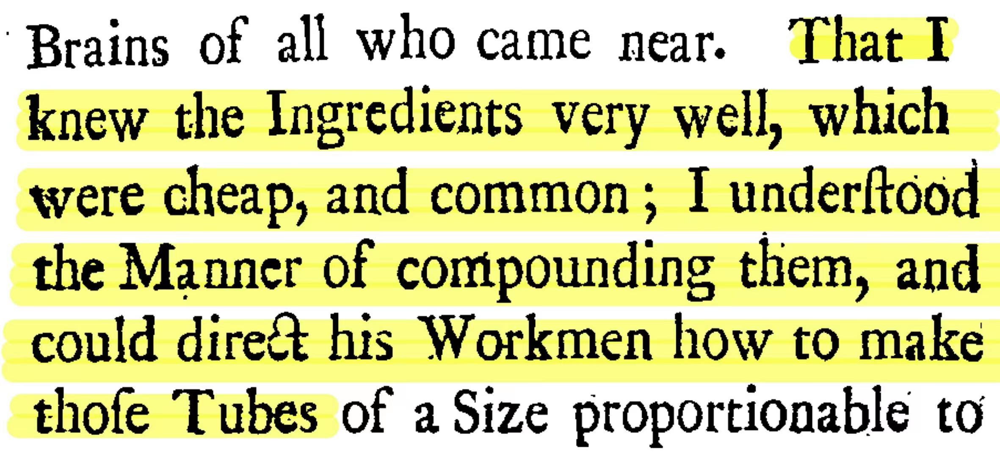 Brains of all who came near. That I
knew the Ingredients very well, which
were cheap, and common; I underſtood
the Manner of compounding them, and
could direct his Workmen how to make
thoſe Tubes of a Size proportionable to